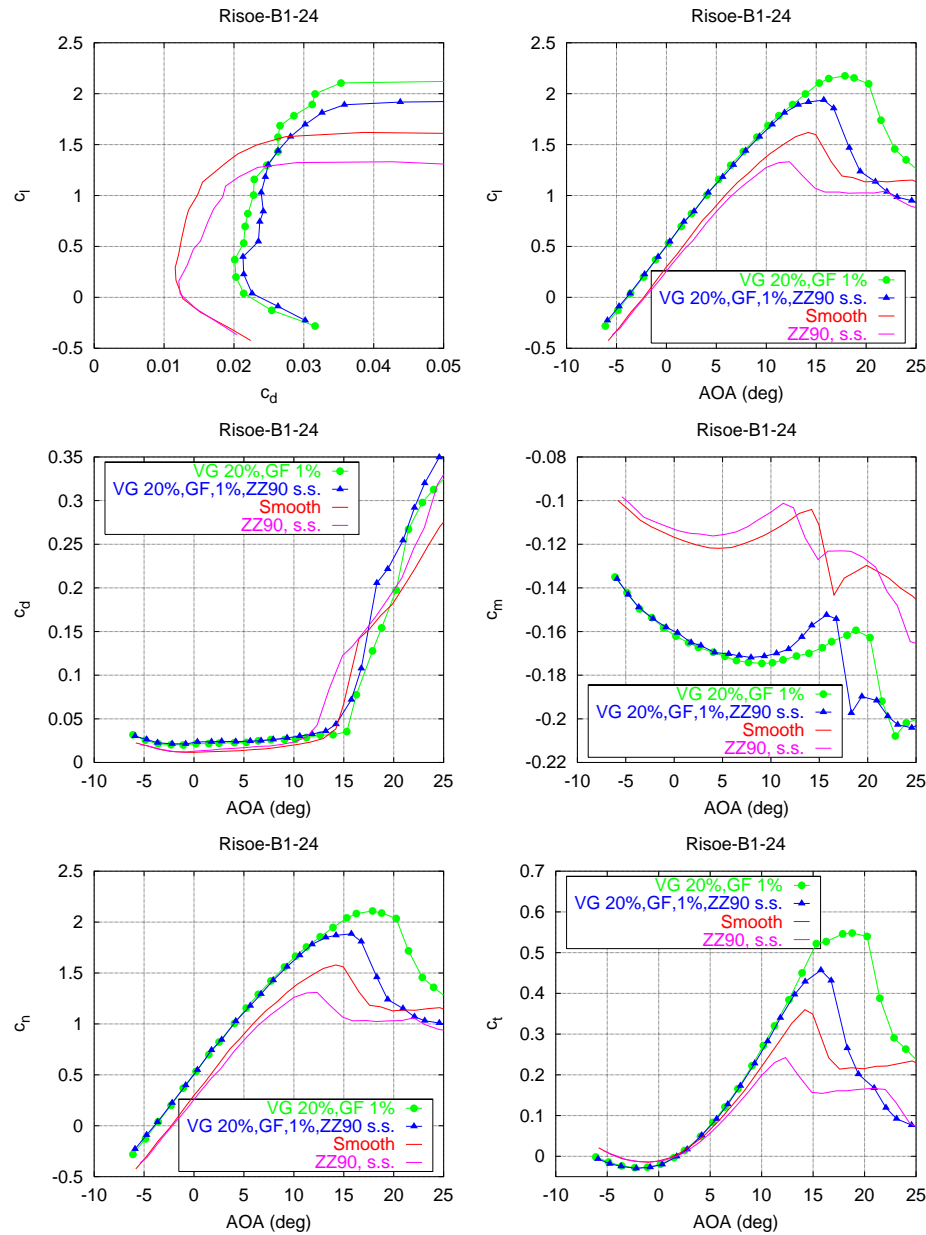 Risoe-B1-24
2.5
2
1.5
1
0.5
0
-0.5
0
0.01
0.02
0.03
0.04
0.05
c_l
c_d
Risoe-B1-24
2.5
2
1.5
1
0.5
0
-0.5
-10
-5
0
5
10
15
20
25
c_l
AOA (deg)
VG 20%,GF 1%
VG 20%,GF,1%,ZZ90 s.s.
Smooth
ZZ90, s.s.
Risoe-B1-24
0.35
0.3
0.25
0.2
0.15
0.1
0.05
0
-10
-5
0
5
10
15
20
25
c_d
AOA (deg)
VG 20%,GF 1%
VG 20%,GF,1%,ZZ90 s.s.
Smooth
ZZ90, s.s.
Risoe-B1-24
-0.08
-0.1
-0.12
-0.14
-0.16
-0.18
-0.2
-0.22
-10
-5
0
5
10
15
20
25
c_m
AOA (deg)
VG 20%,GF 1%
VG 20%,GF,1%,ZZ90 s.s.
Smooth
ZZ90, s.s.
Risoe-B1-24
2.5
2
1.5
1
0.5
0
-0.5
-10
-5
0
5
10
15
20
25
c_n
AOA (deg)
VG 20%,GF 1%
VG 20%,GF,1%,ZZ90 s.s.
Smooth
ZZ90, s.s.
Risoe-B1-24
0.7
0.6
0.5
0.4
0.3
0.2
0.1
0
-10
-5
0
5
10
15
20
25
c_t
AOA (deg)
VG 20%,GF 1%
VG 20%,GF,1%,ZZ90 s.s.
Smooth
ZZ90, s.s.